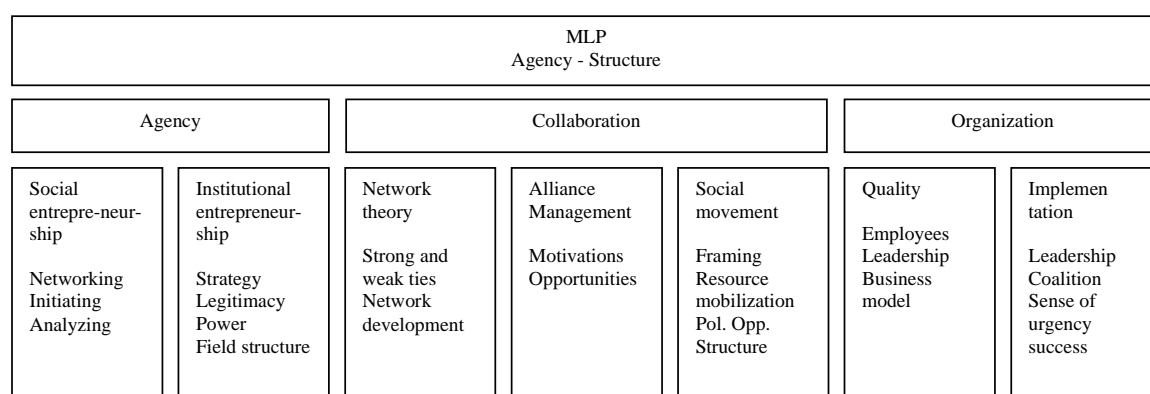 MLP
Agency - Structure
Agency
Collaboration
Organization
Social
entrepre-neur-
ship
Networking
Initiating
Analyzing
Institutional
entrepreneur-
ship
Strategy
Legitimacy
Power
Field structure
Network
theory
Strong and
weak ties
Network
development
Alliance
Management
Motivations
Opportunities
Social
movement
Framing
Resource
mobilization
Pol. Opp.
Structure
Quality
Employees
Leadership
Business
model
Implemen
tation
Leadership
Coalition
Sense of
urgency
success